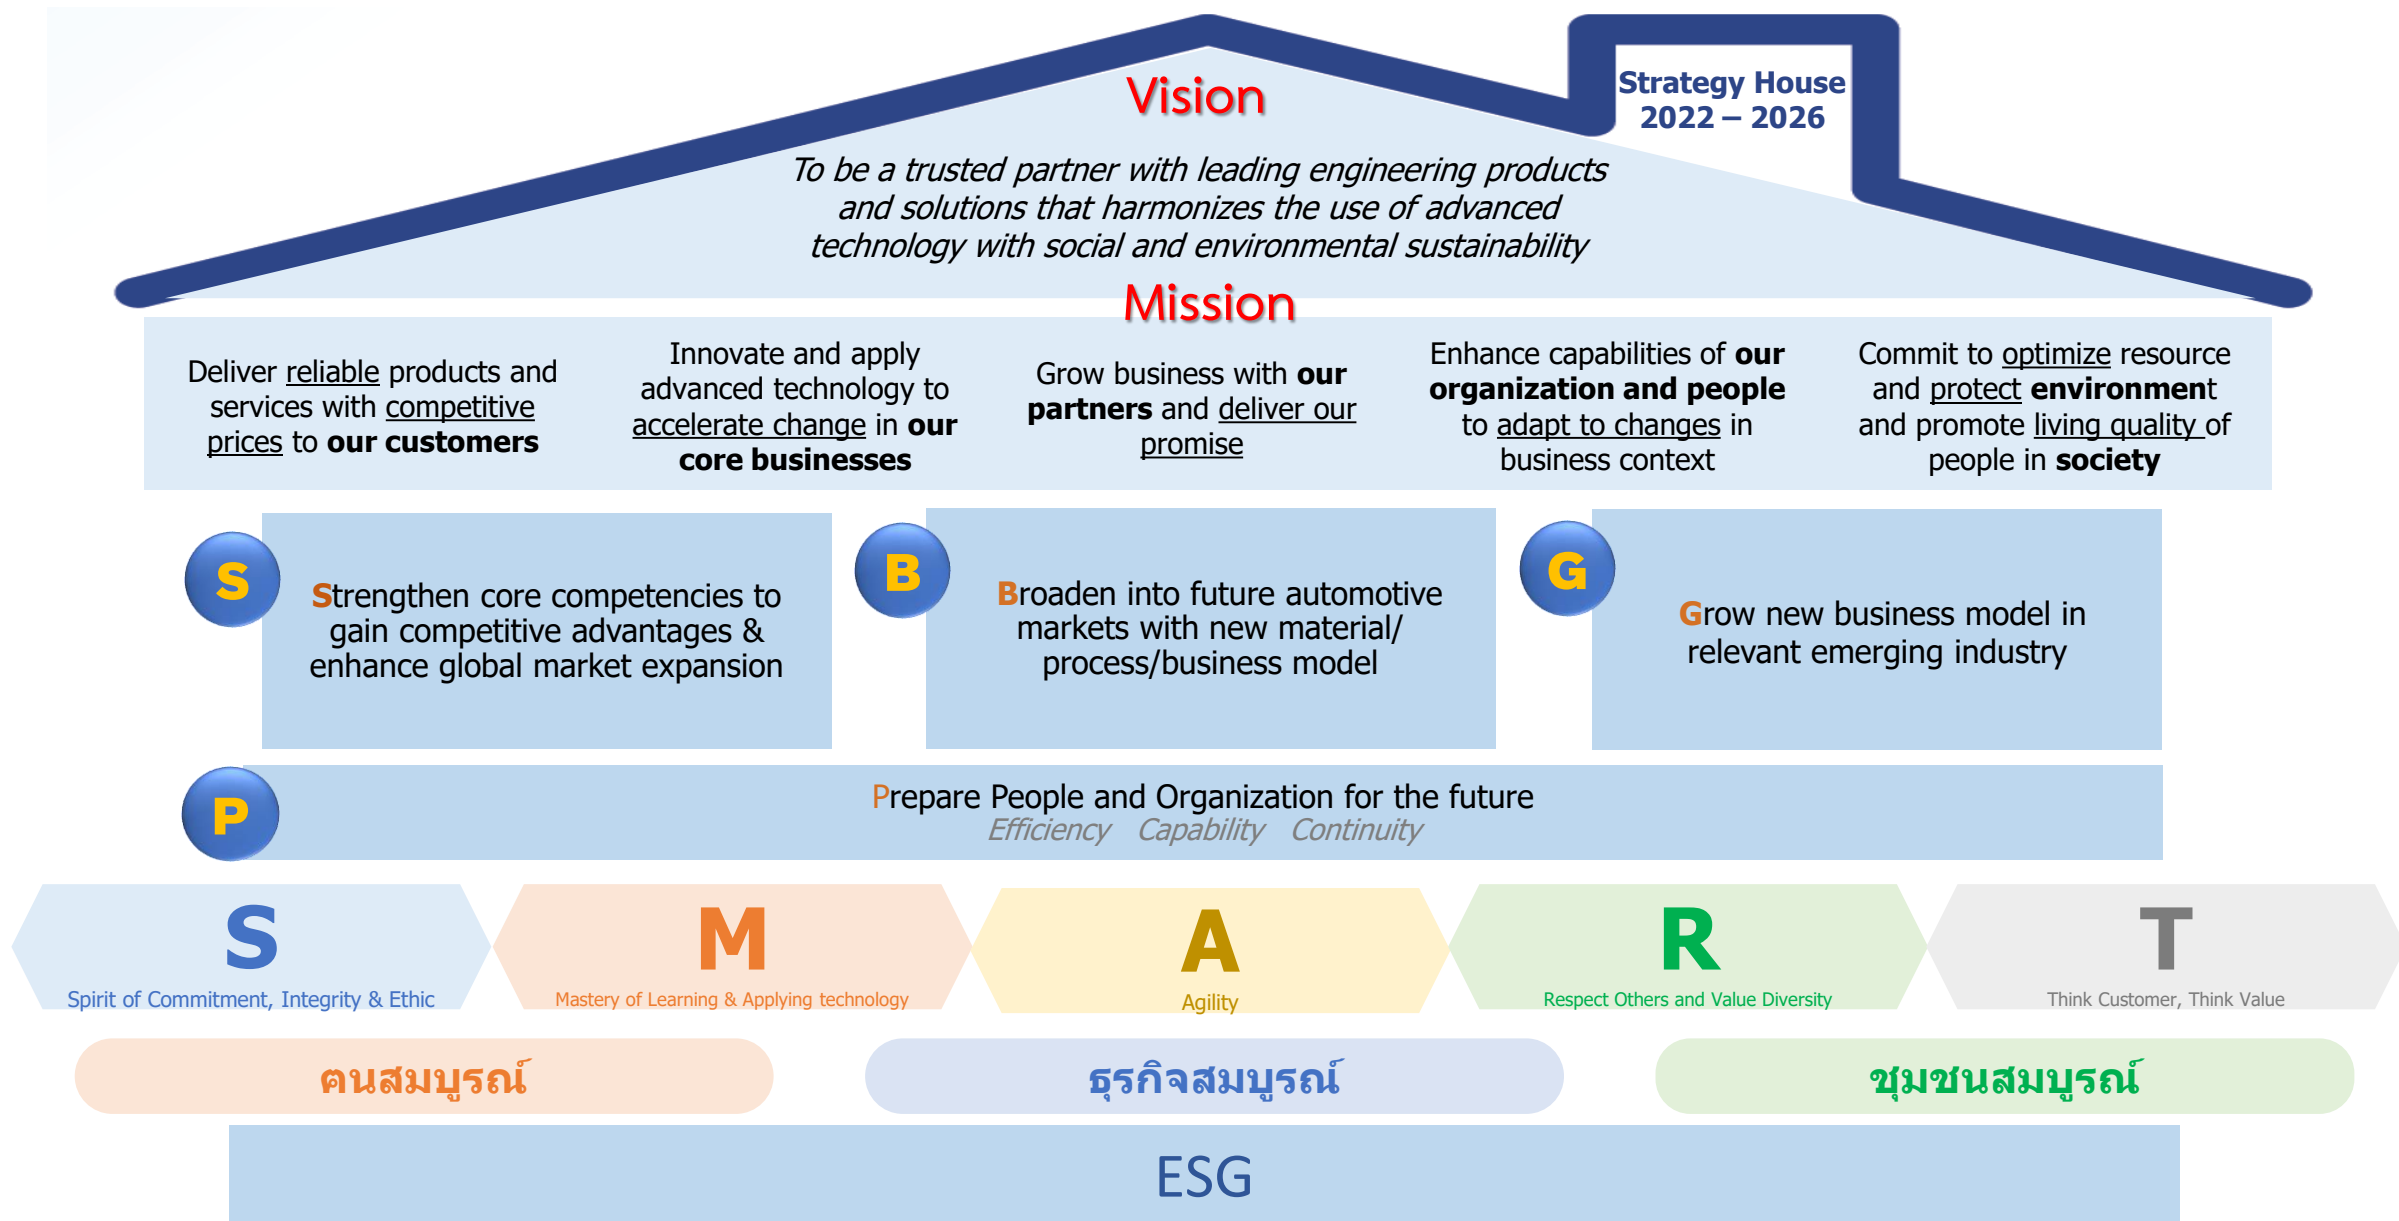 Strategy House
2022 – 2026
Vision
To be a trusted partner with leading engineering products
and solutions that harmonizes the use of advanced
technology with social and environmental sustainability
Mission
Deliver reliable products and
services with competitive
prices to our customers
Innovate and apply
advanced technology to
accelerate change in our
core businesses
Grow business with our
partners and deliver our
promise
Enhance capabilities of our
organization and people
to adapt to changes in
business context
Commit to optimize resource
and protect environment
and promote living quality of
people in society
S
Strengthen core competencies to
gain competitive advantages &
enhance global market expansion
B
Broaden into future automotive
markets with new material/
process/business model
G
Grow new business model in
relevant emerging industry
P
Prepare People and Organization for the future
Efficiency Capability Continuity
S
Spirit of Commitment, Integrity & Ethic
M
Mastery of Learning & Applying technology
A
Agility
R
Respect Others and Value Diversity
T
Think Customer, Think Value
ฅนสมบูรณ์
ธุรกิจสมบูรณ์
ชุมชนสมบูรณ์
ESG